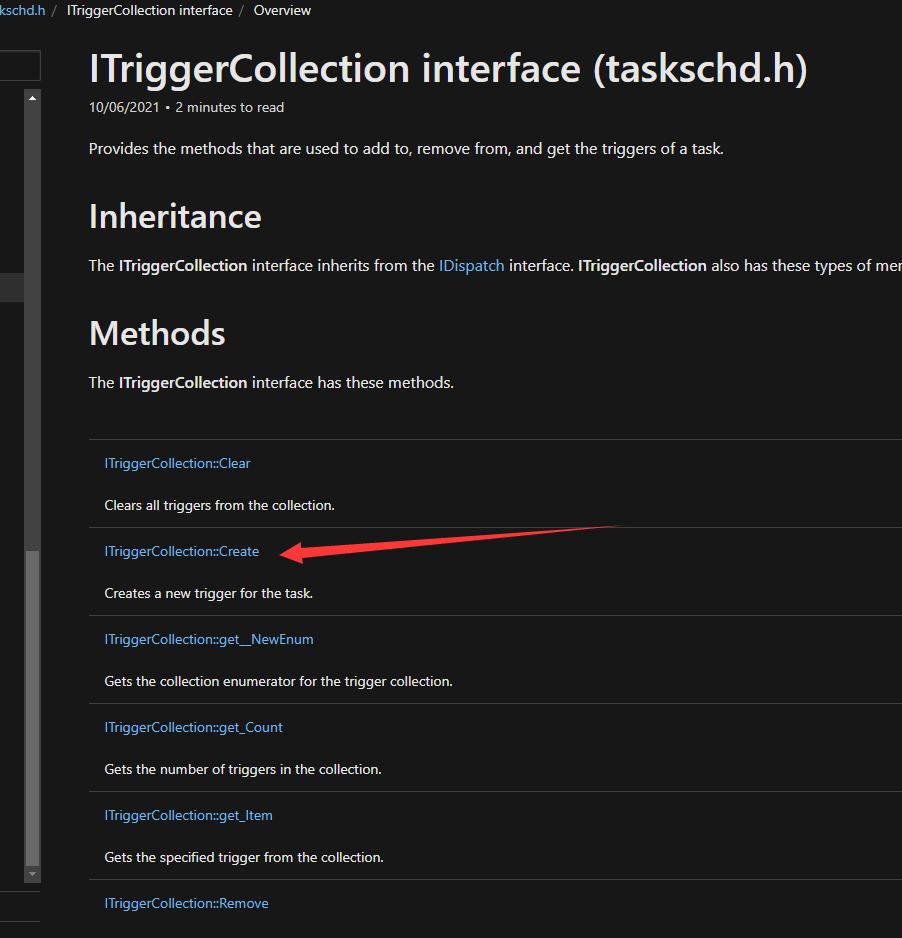 kschd.h / ITriggerCollection interface / Overview
ITriggerCollection interface (taskschd.h)
10/06/2021 • 2 minutes to read
Provides the methods that are used to add to, remove from, and get the triggers of a task.
Inheritance
The ITriggerCollection interface inherits from the IDispatch interface. ITriggerCollection also has these types of mer
Methods
The ITriggerCollection interface has these methods.
ITriggerCollection::Clear
Clears all triggers from the collection.
ITriggerCollection::Create
Creates a new trigger for the task.
ITriggerCollection::get__NewEnum
Gets the collection enumerator for the trigger collection.
ITriggerCollection::get_Count
Gets the number of triggers in the collection.
ITriggerCollection::get_Item
Gets the specified trigger from the collection.
ITriggerCollection::Remove